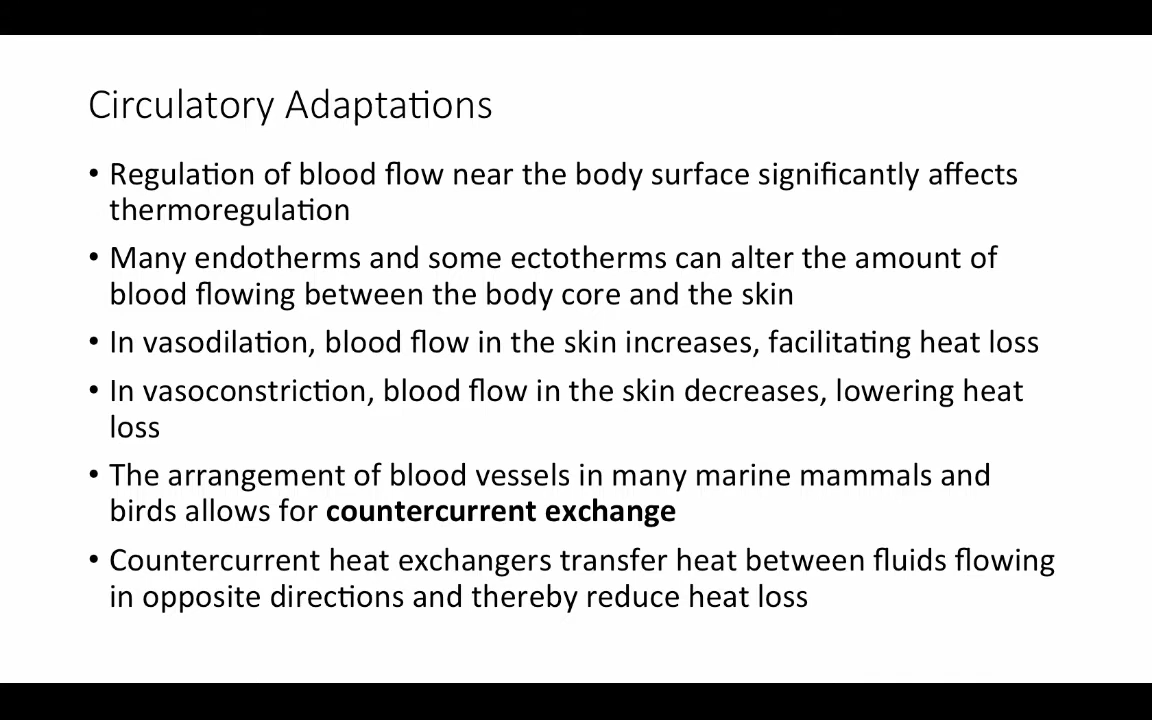 Circulatory Adaptations
• Regulation of blood flow near the body surface significantly affects
thermoregulation
• Many endotherms and some ectotherms can alter the amount of
blood flowing between the body core and the skin
• In vasodilation, blood flow in the skin increases, facilitating heat loss
• In vasoconstriction, blood flow in the skin decreases, lowering heat
loss
• The arrangement of blood vessels in many marine mammals and
birds allows for countercurrent exchange
• Countercurrent heat exchangers transfer heat between fluids flowing
in opposite directions and thereby reduce heat loss